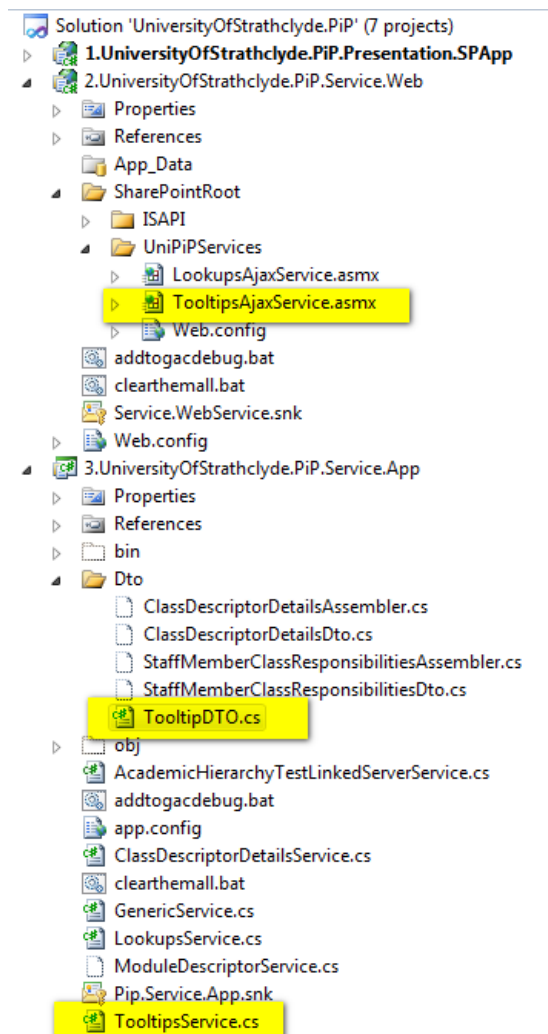 Solution 'UniversityOfStrathclyde.PiP' (7 projects)
1.UniversityOfStrathclyde.PiP.Presentation.SPApp
2.UniversityOfStrathclyde.PiP.Service.Web
Properties
References
App_Data
SharePointRoot
ISAPI
UniPiPServices
LookupsAjaxService.asmx
TooltipsAjaxService.asmx
Web.config
addtogacdebug.bat
clearthemall.bat
Service.WebService.snk
Web.config
3.UniversityOfStrathclyde.PiP.Service.App
Properties
References
bin
Dto
ClassDescriptorDetailsAssembler.cs
ClassDescriptorDetailsDto.cs
StaffMemberClassResponsibilitiesAssembler.cs
StaffMemberClassResponsibilitiesDto.cs
TooltipDTO.cs
obj
AcademicHierarchyTestLinkedServerService.cs
addtogacdebug.bat
app.config
ClassDescriptorDetailsService.cs
clearthemall.bat
GenericService.cs
LookupsService.cs
ModuleDescriptorService.cs
Pip.Service.App.snk
TooltipsService.cs